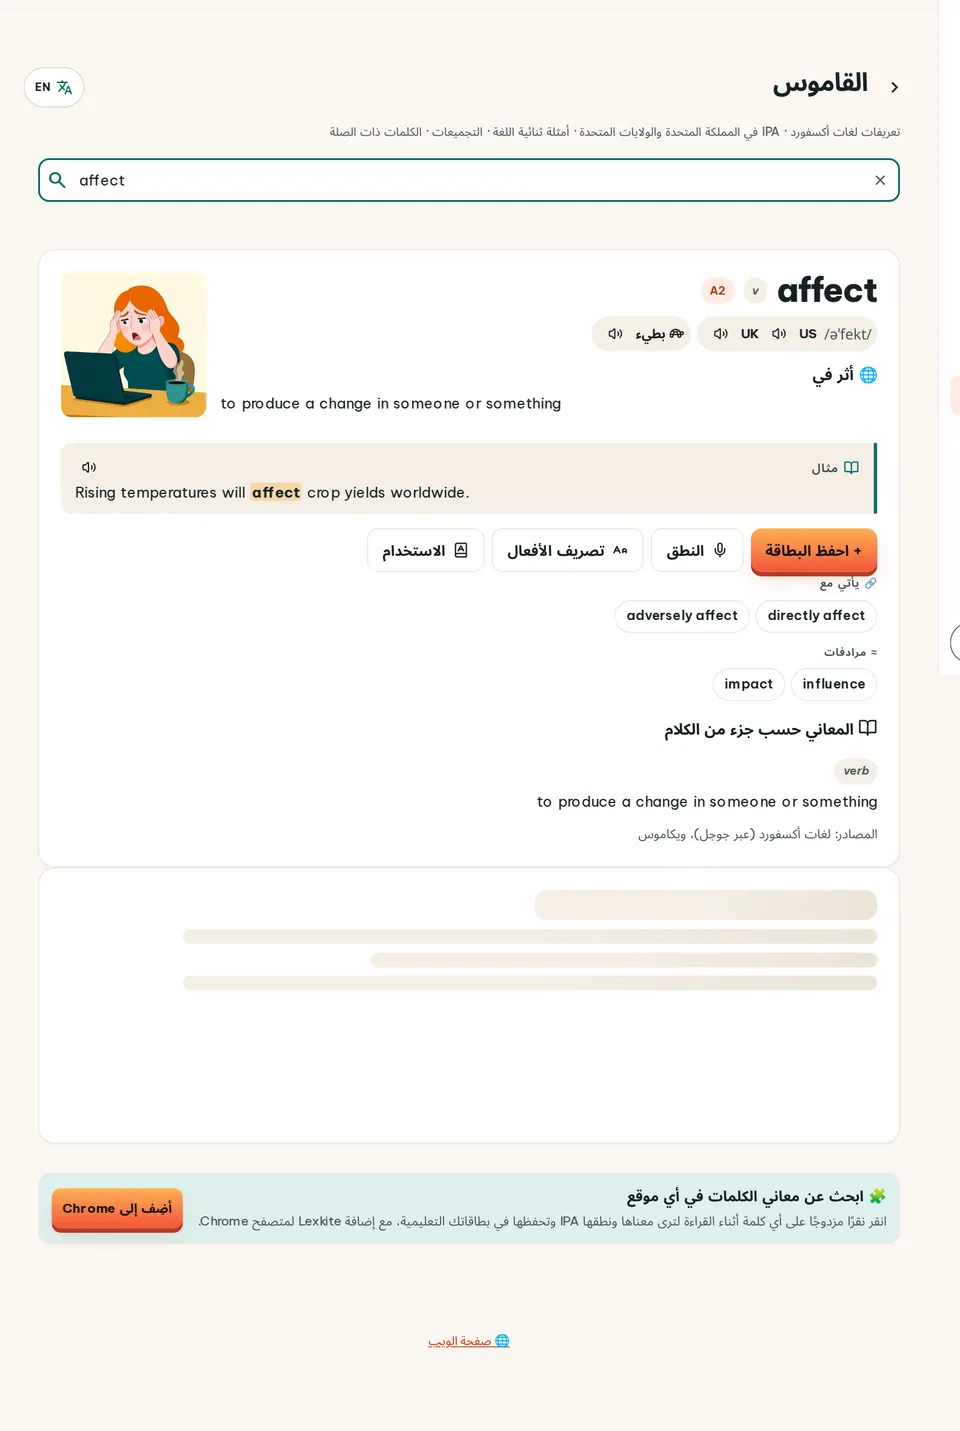 القاموس
EN
تعريفات لغات أكسفورد · IPA في المملكة المتحدة والولايات المتحدة · أمثلة ثنائية اللغة · التجميعات · الكلمات ذات الصلة
affect
affect v A2
/əˈfekt/ US UK بطيء
أثر في
to produce a change in someone or something
مثال
Rising temperatures will affect crop yields worldwide.
+ احفظ البطاقة النطق تصريف الأفعال الاستخدام
يأتي مع
directly affect adversely affect
≈ مرادفات
influence impact
المعاني حسب جزء من الكلام
verb
to produce a change in someone or something
المصادر: لغات أكسفورد (عبر جوجل)، ويكاموس
ابحث عن معاني الكلمات في أي موقع
انقر نقرًا مزدوجًا على أي كلمة أثناء القراءة لترى معناها ونطقها IPA وتحفظها في بطاقاتك التعليمية، مع إضافة Lexkite لمتصفح Chrome.
أضِف إلى Chrome
صفحة الويب